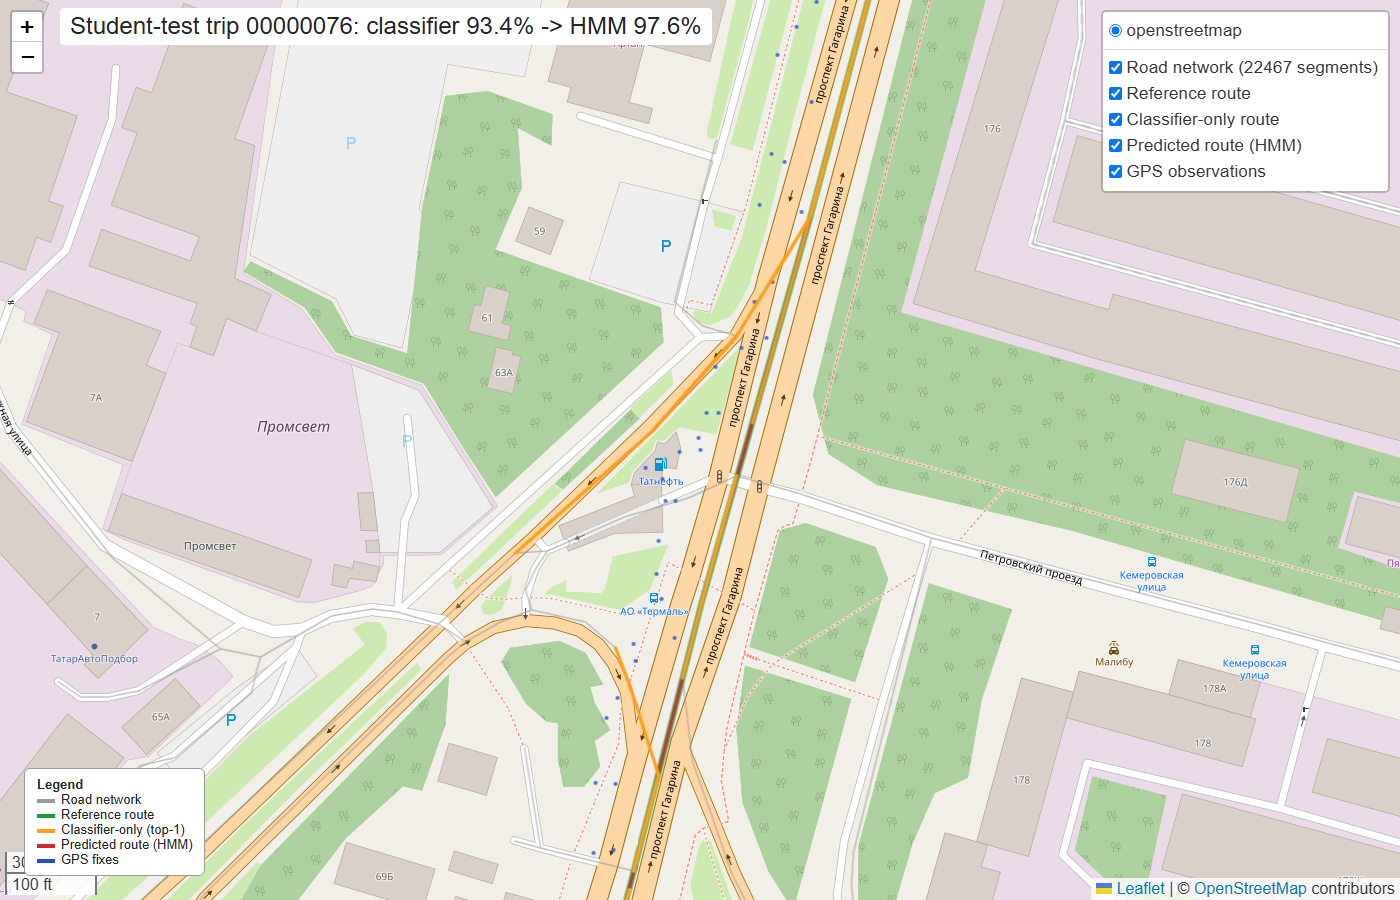 +
−
Student-test trip 00000076: classifier 93.4% -> HMM 97.6%
openstreetmap
Road network (22467 segments)
Reference route
Classifier-only route
Predicted route (HMM)
GPS observations
проспект Гагарина
проспект Гагарина
176
P
59
P
проспект Гагарина
61
проспект Гагарина
63А
7А
Промсвет
P
Татнефть
176Д
Промсвет
Петровский проезд
Кемеровская
улица
7
АО «Термаль»
проспект Гагарина
ТатарАвтоПодбор
Малибу
Кемеровская
улица
65А
P
178А
178
178
проспект Гагарина
69Б
Legend
Road network
Reference route
Classifier-only (top-1)
Predicted route (HMM)
GPS fixes
100 ft
Leaflet | © OpenStreetMap contributors